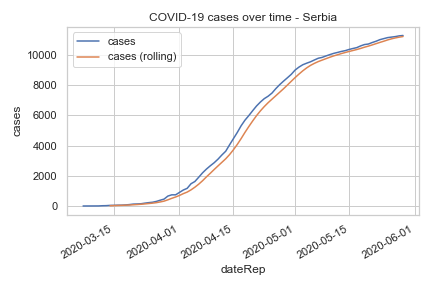 COVID-19 cases over time - Serbia
cases
cases (rolling)
10000
8000
6000
4000
2000
0
cases
2020-03-15
2020-04-01
2020-04-15
2020-05-01
2020-05-15
2020-06-01
dateRep